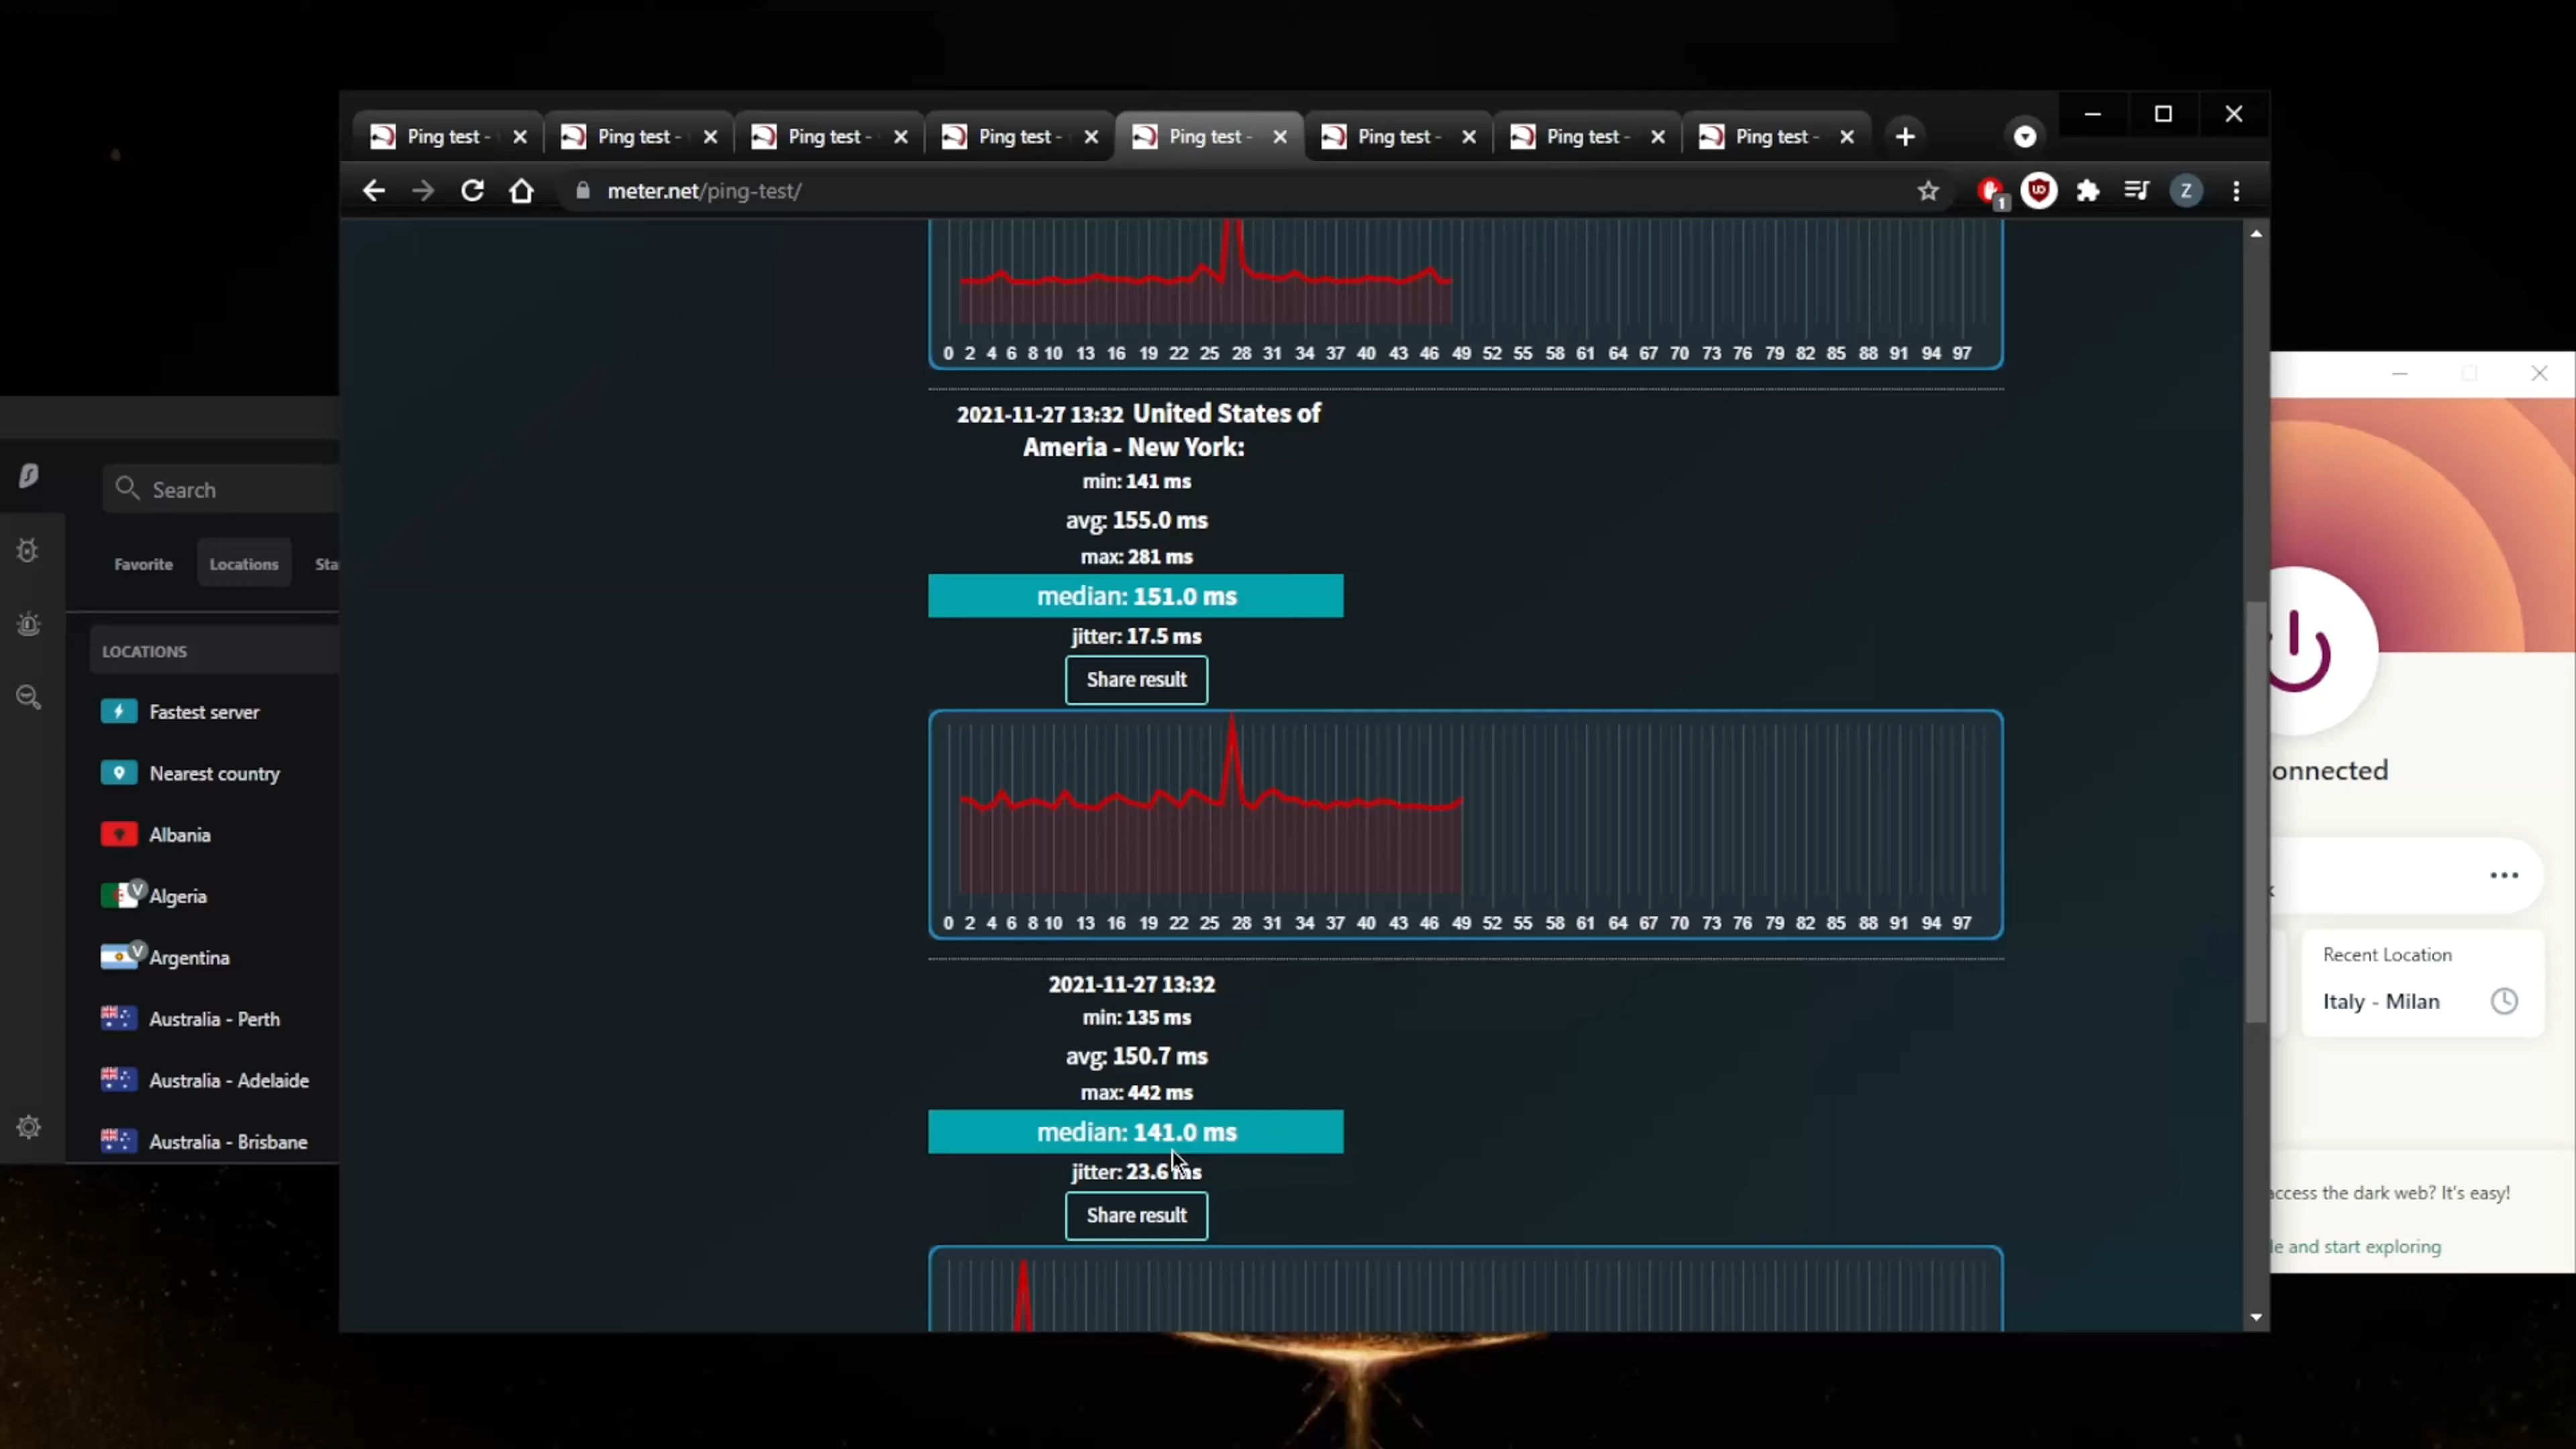 Ping test -
Ping test -
Ping test -
Ping test -
Ping test -
Ping test -
Ping test -
Ping test -
meter.net/ping-test/
1
UD
Z
0 2 4 6 8 10 13 16 19 22 25 28 31 34 37 40 43 46 49 52 55 58 61 64 67 70 73 76 79 82 85 88 91 94 97
2021-11-27 13:32 United States of
Ameria - New York:
min: 141 ms
avg: 155.0 ms
max: 281 ms
median: 151.0 ms
jitter: 17.5 ms
Share result
0 2 4 6 8 10 13 16 19 22 25 28 31 34 37 40 43 46 49 52 55 58 61 64 67 70 73 76 79 82 85 88 91 94 97
2021-11-27 13:32
min: 135 ms
avg: 150.7 ms
max: 442 ms
median: 141.0 ms
jitter: 23.6 ms
Share result
Search
Favorite
Locations
Sta
LOCATIONS
Fastest server
Nearest country
Albania
V
Algeria
V
Argentina
Australia - Perth
Australia - Adelaide
Australia - Brisbane
onnected
Recent Location
Italy - Milan
access the dark web? It's easy!
le and start exploring